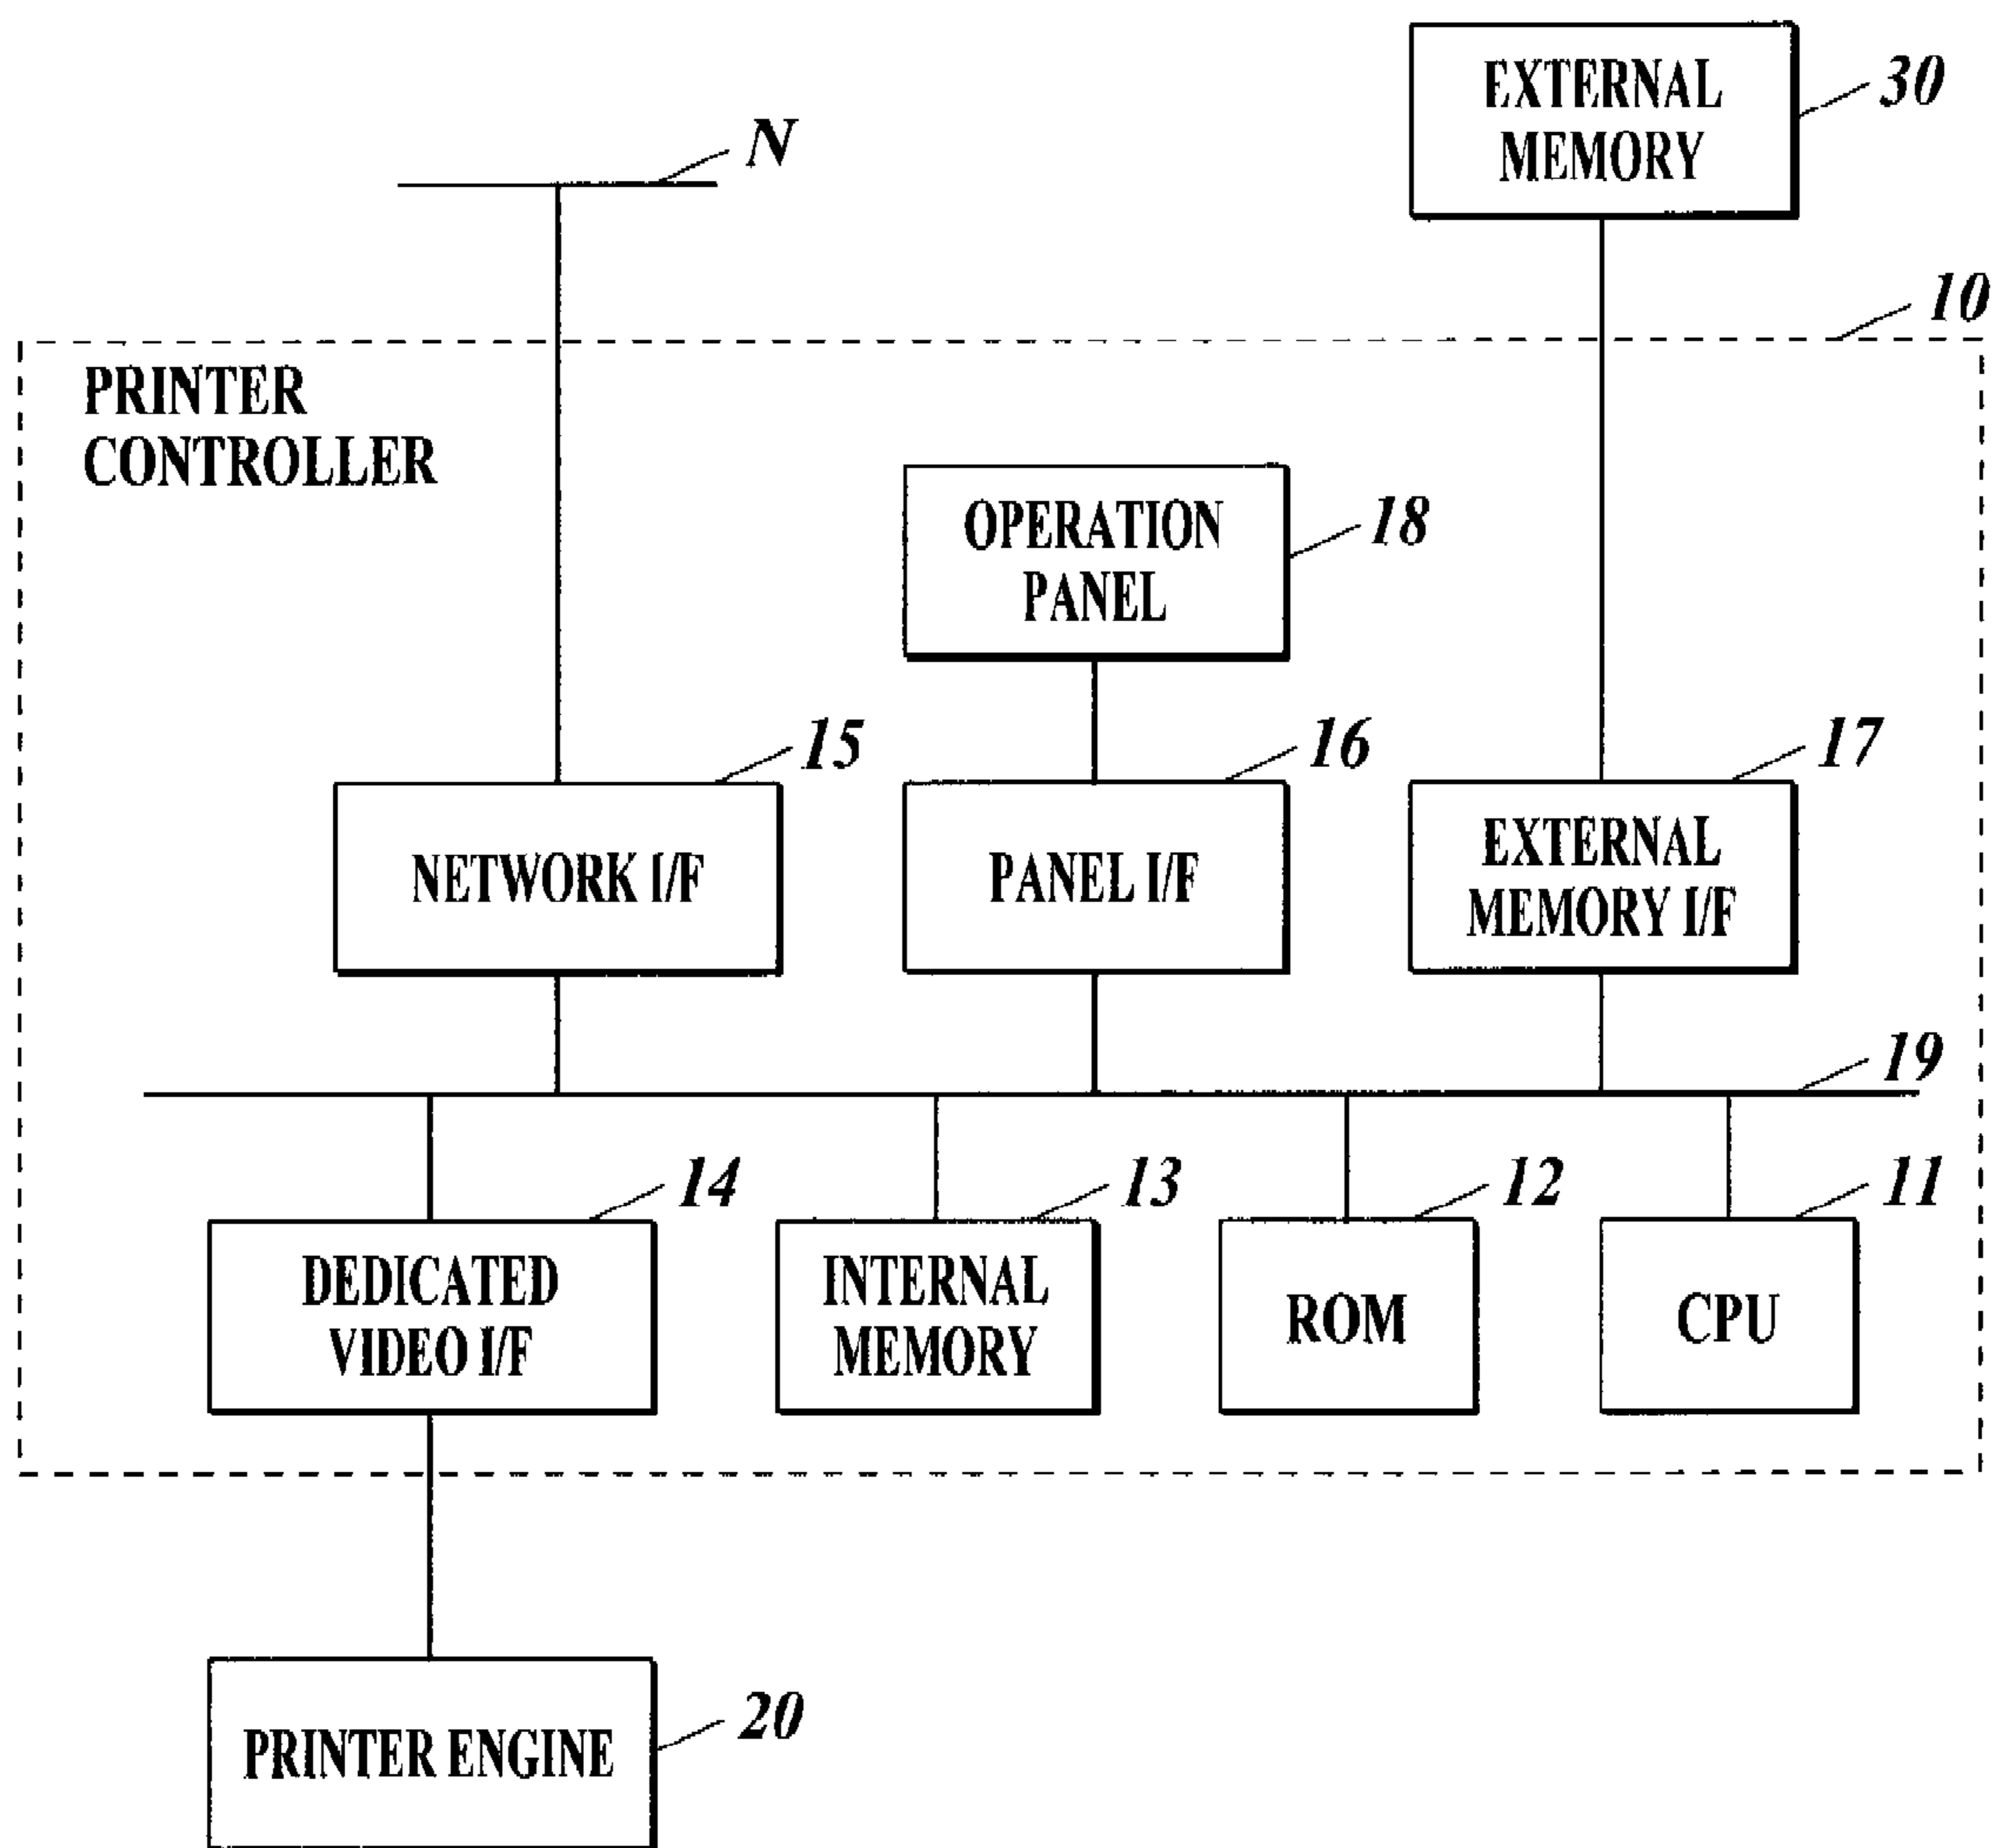 EXTERNAL
MEMORY
30
N
10
PRINTER
CONTROLLER
OPERATION
PANEL
18
15
16
17
NETWORK I/F
PANEL I/F
EXTERNAL
MEMORY I/F
19
14
13
12
11
DEDICATED
VIDEO I/F
INTERNAL
MEMORY
ROM
CPU
20
PRINTER ENGINE